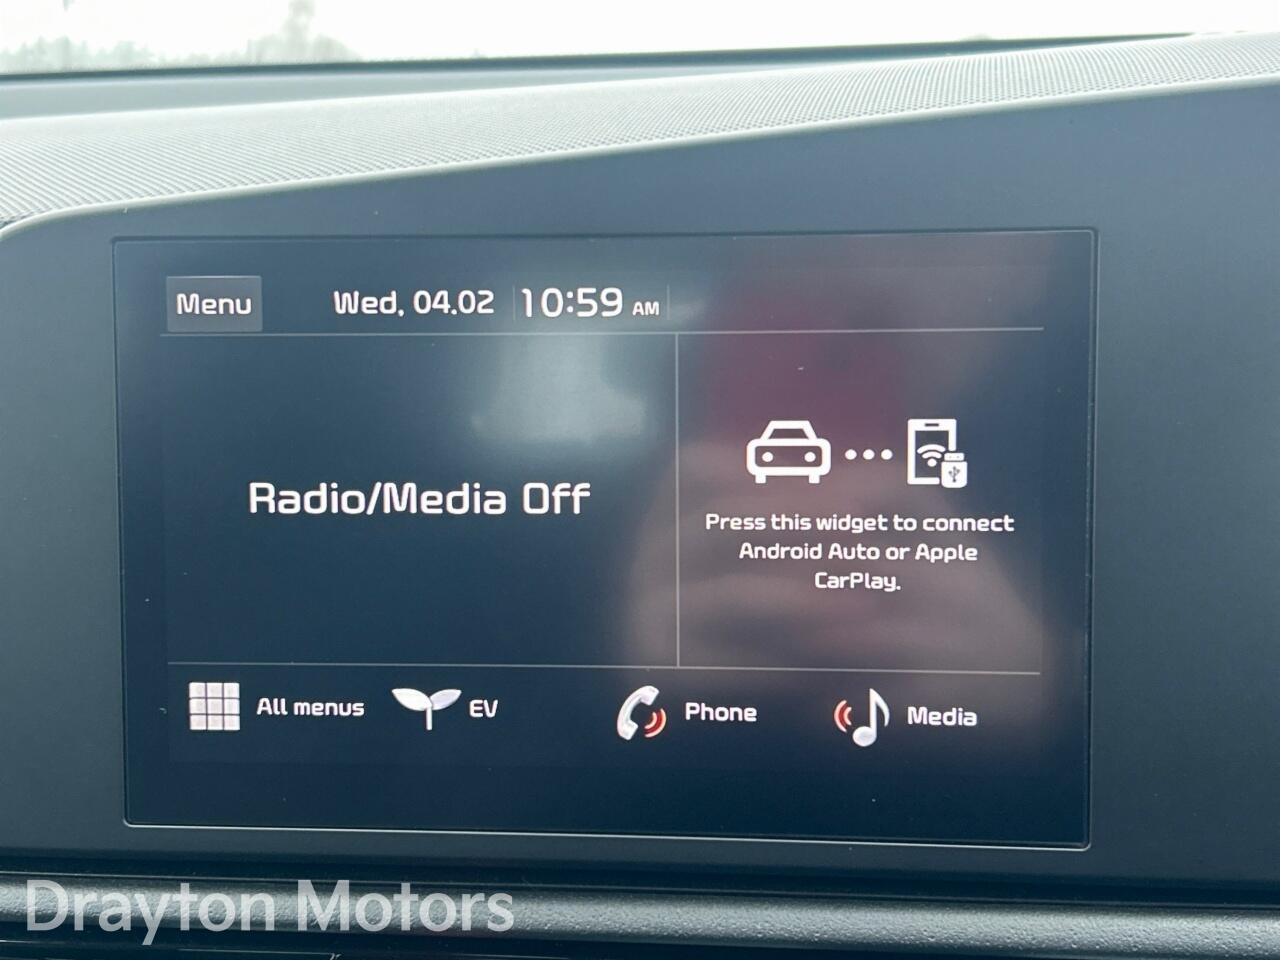 Menu
Wed, 04.02
10:59 AM
Radio/Media Off
Press this widget to connect
Android Auto or Apple
CarPlay.
All menus
EV
Phone
Media
Drayton Motors